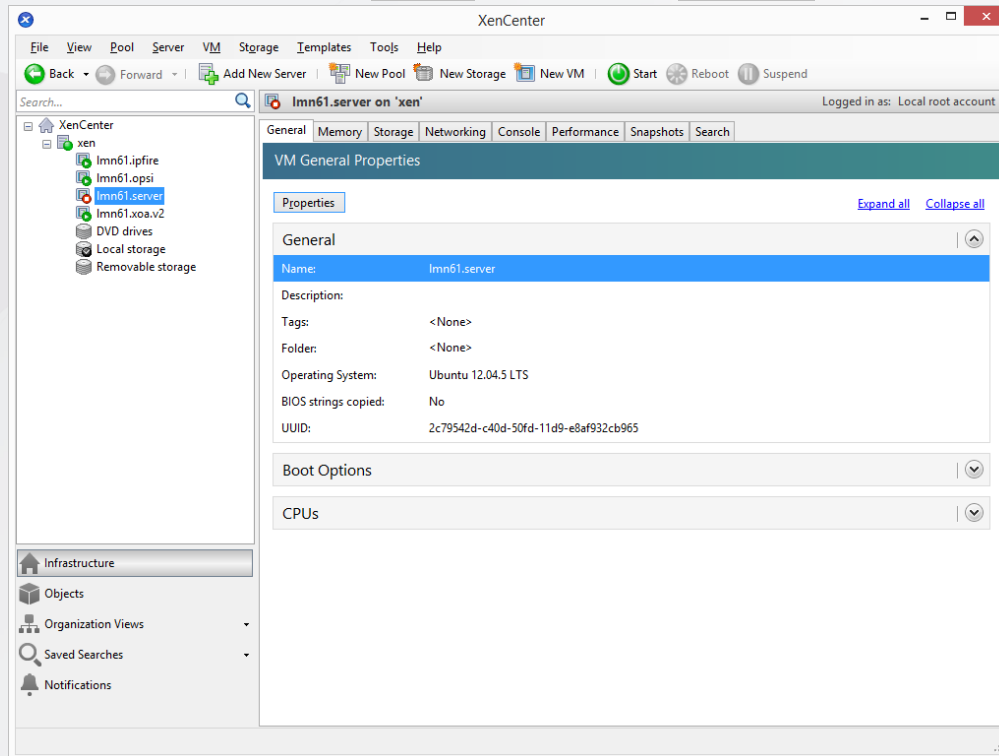 XenCenter
File View Pool Server VM Storage Templates Tools Help
Back Forward Add New Server New Pool New Storage New VM Start Reboot Suspend
Search...
lmn61.server on 'xen' Logged in as: Local root account
XenCenter
xen
lmn61.ipfire
lmn61.opsi
lmn61.server
lmn61.xoa.v2
DVD drives
Local storage
Removable storage
Infrastructure
Objects
Organization Views
Saved Searches
Notifications
General Memory Storage Networking Console Performance Snapshots Search
VM General Properties
Properties Expand all Collapse all
General
Name: lmn61.server
Description:
Tags: <None>
Folder: <None>
Operating System: Ubuntu 12.04.5 LTS
BIOS strings copied: No
UUID: 2c79542d-c40d-50fd-11d9-e8af932cb965
Boot Options
CPUs